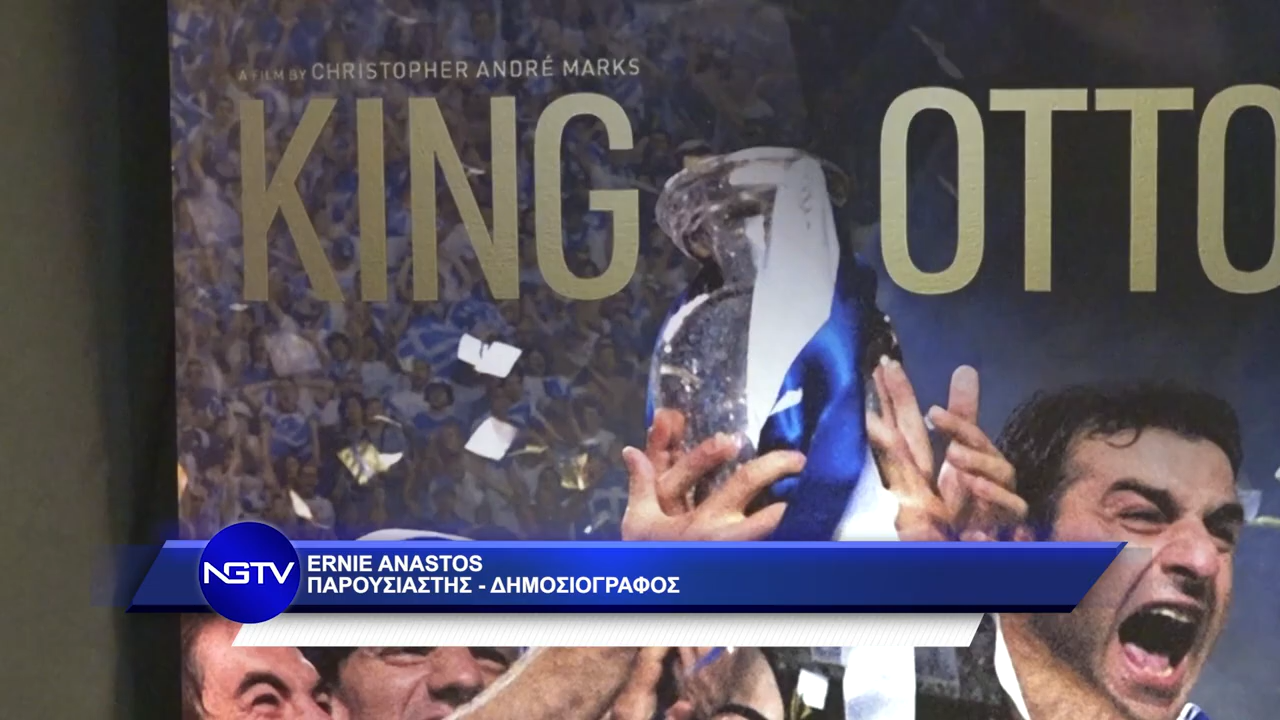 A FILM BY CHRISTOPHER ANDRÉ MARKS
KING OTTO
NGTV
ERNIE ANASTOS
ΠΑΡΟΥΣΙΑΣΤΗΣ - ΔΗΜΟΣΙΟΓΡΑΦΟΣ